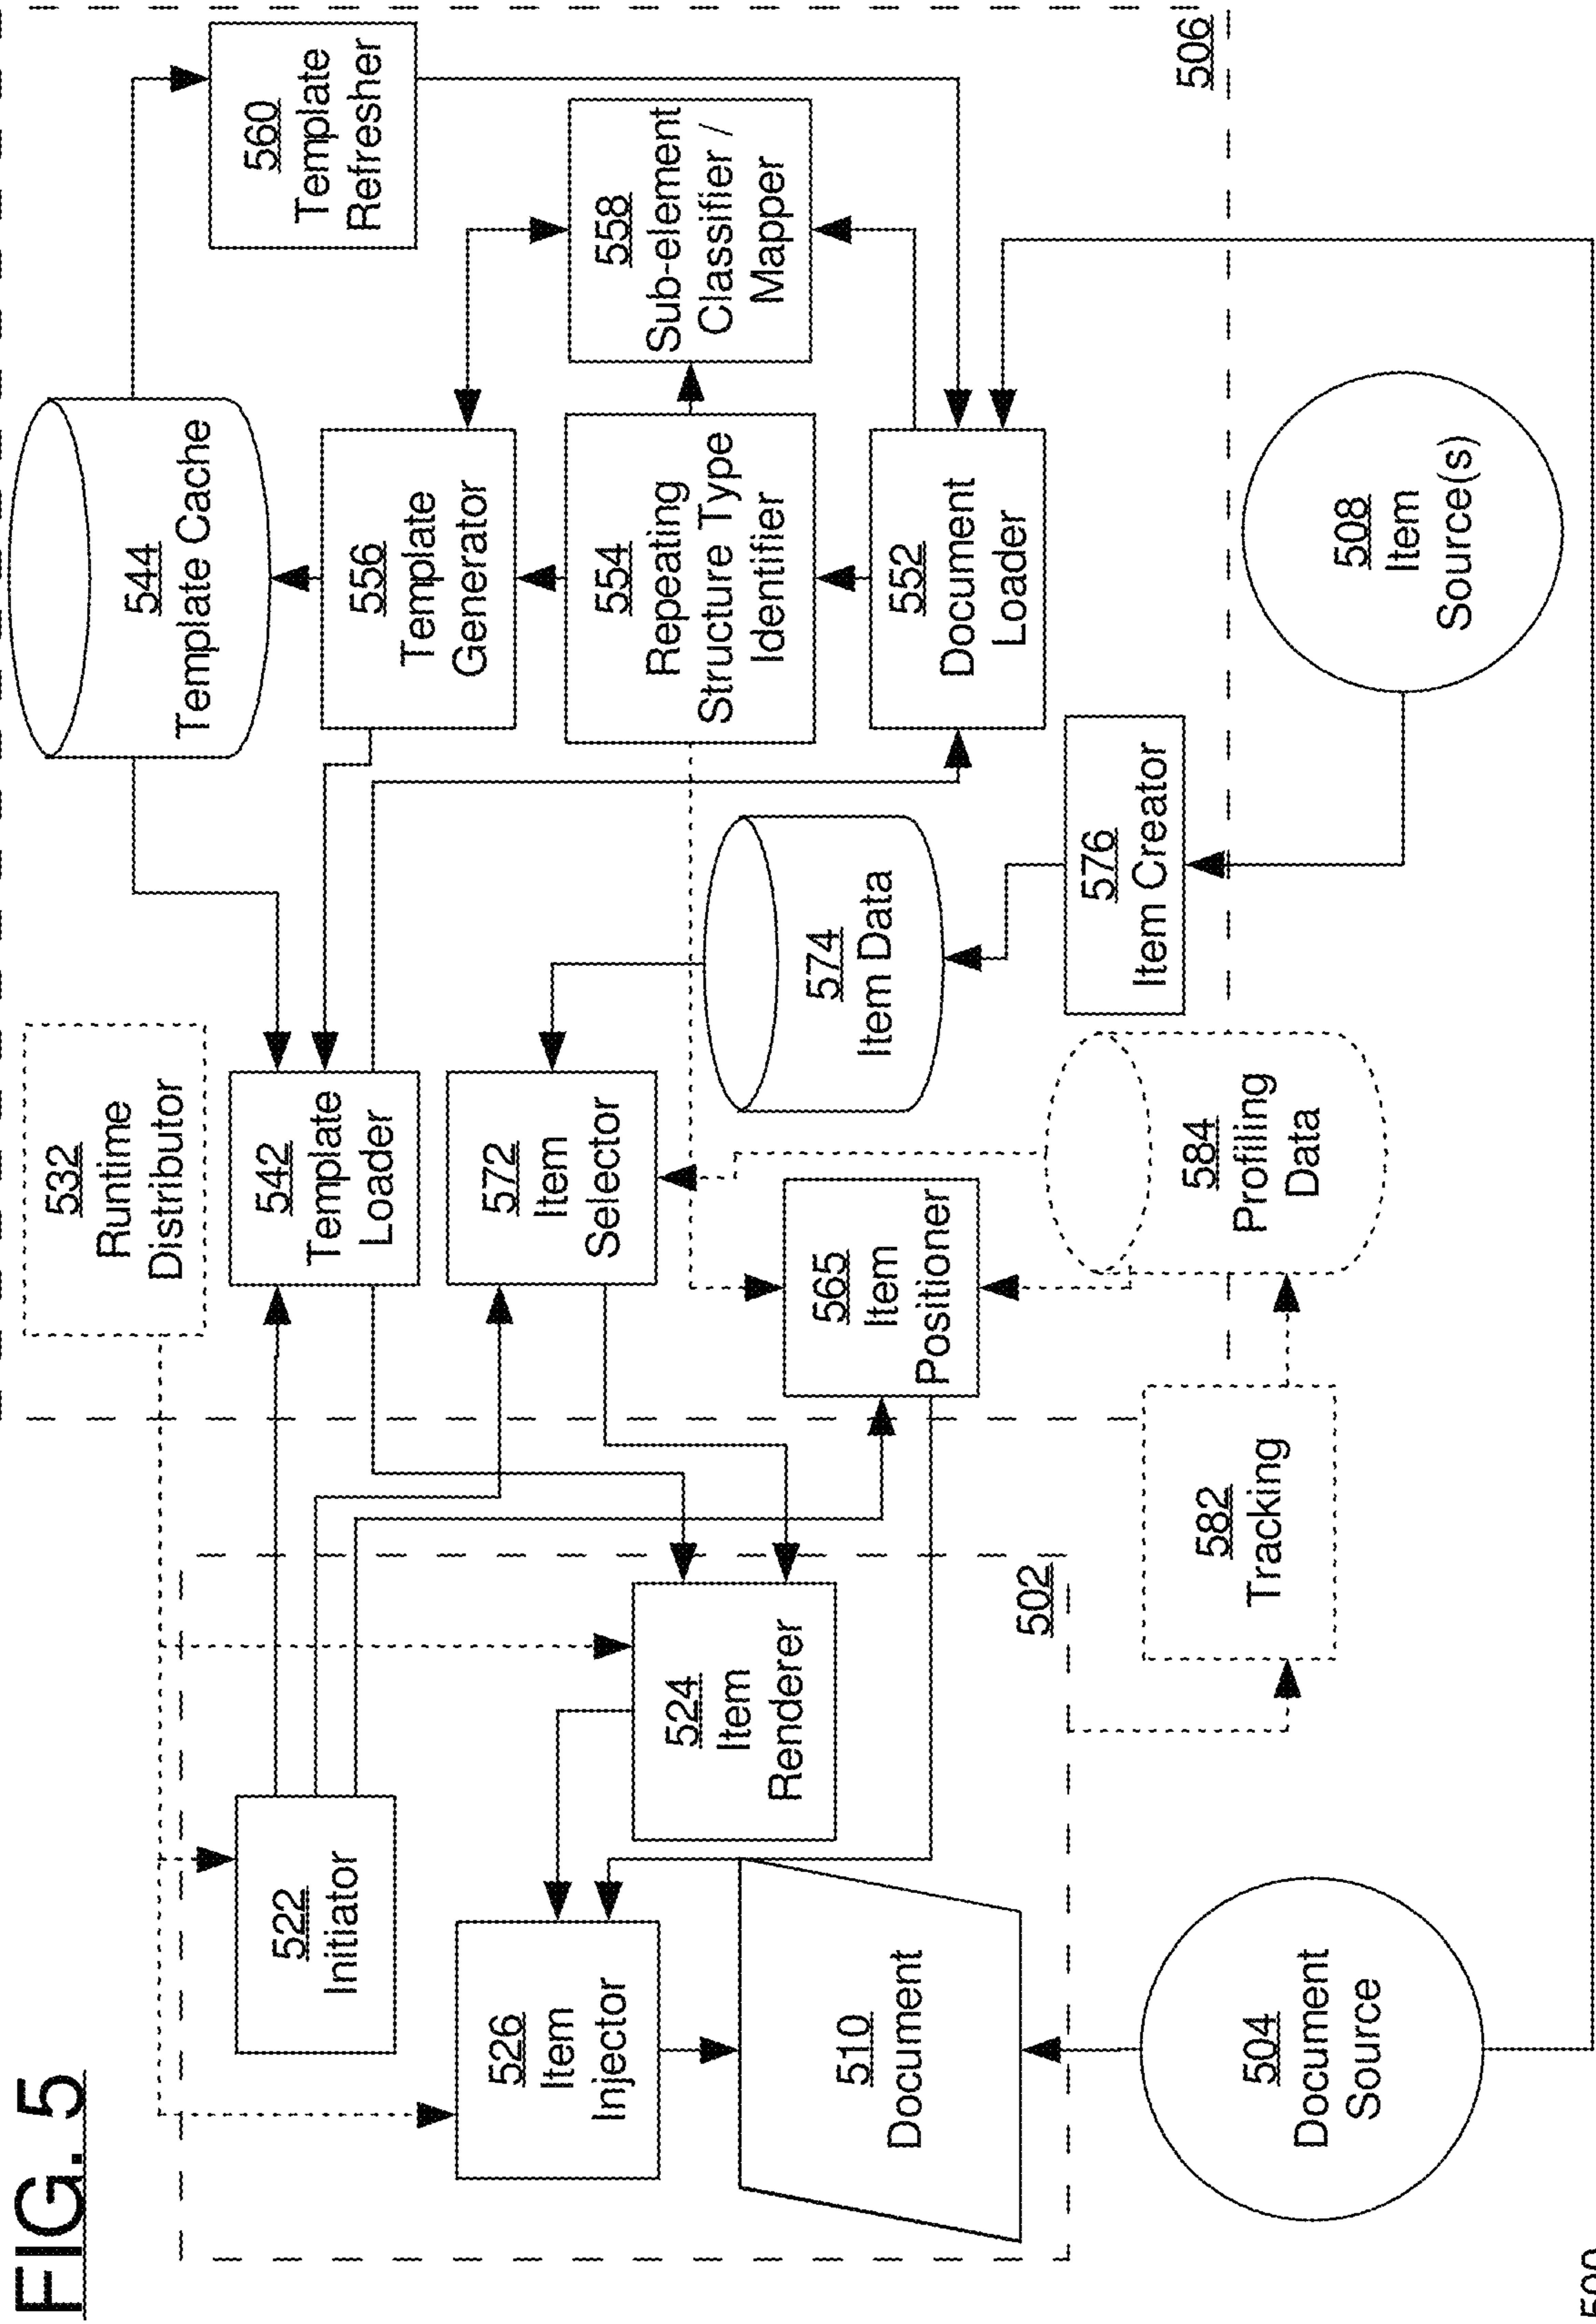 FIG. 5
522
Initiator
526
Item
Injector
510
Document
504
Document
Source
524
Item
Renderer
502
582
Tracking
532
Runtime
Distributor
542
Template
Loader
572
Item
Selector
565
Item
Positioner
584
Profiling
Data
574
Item Data
576
Item Creator
544
Template Cache
556
Template
Generator
554
Repeating
Structure Type
Identifier
552
Document
Loader
508
Item
Source(s)
560
Template
Refresher
558
Sub-element
Classifier /
Mapper
506